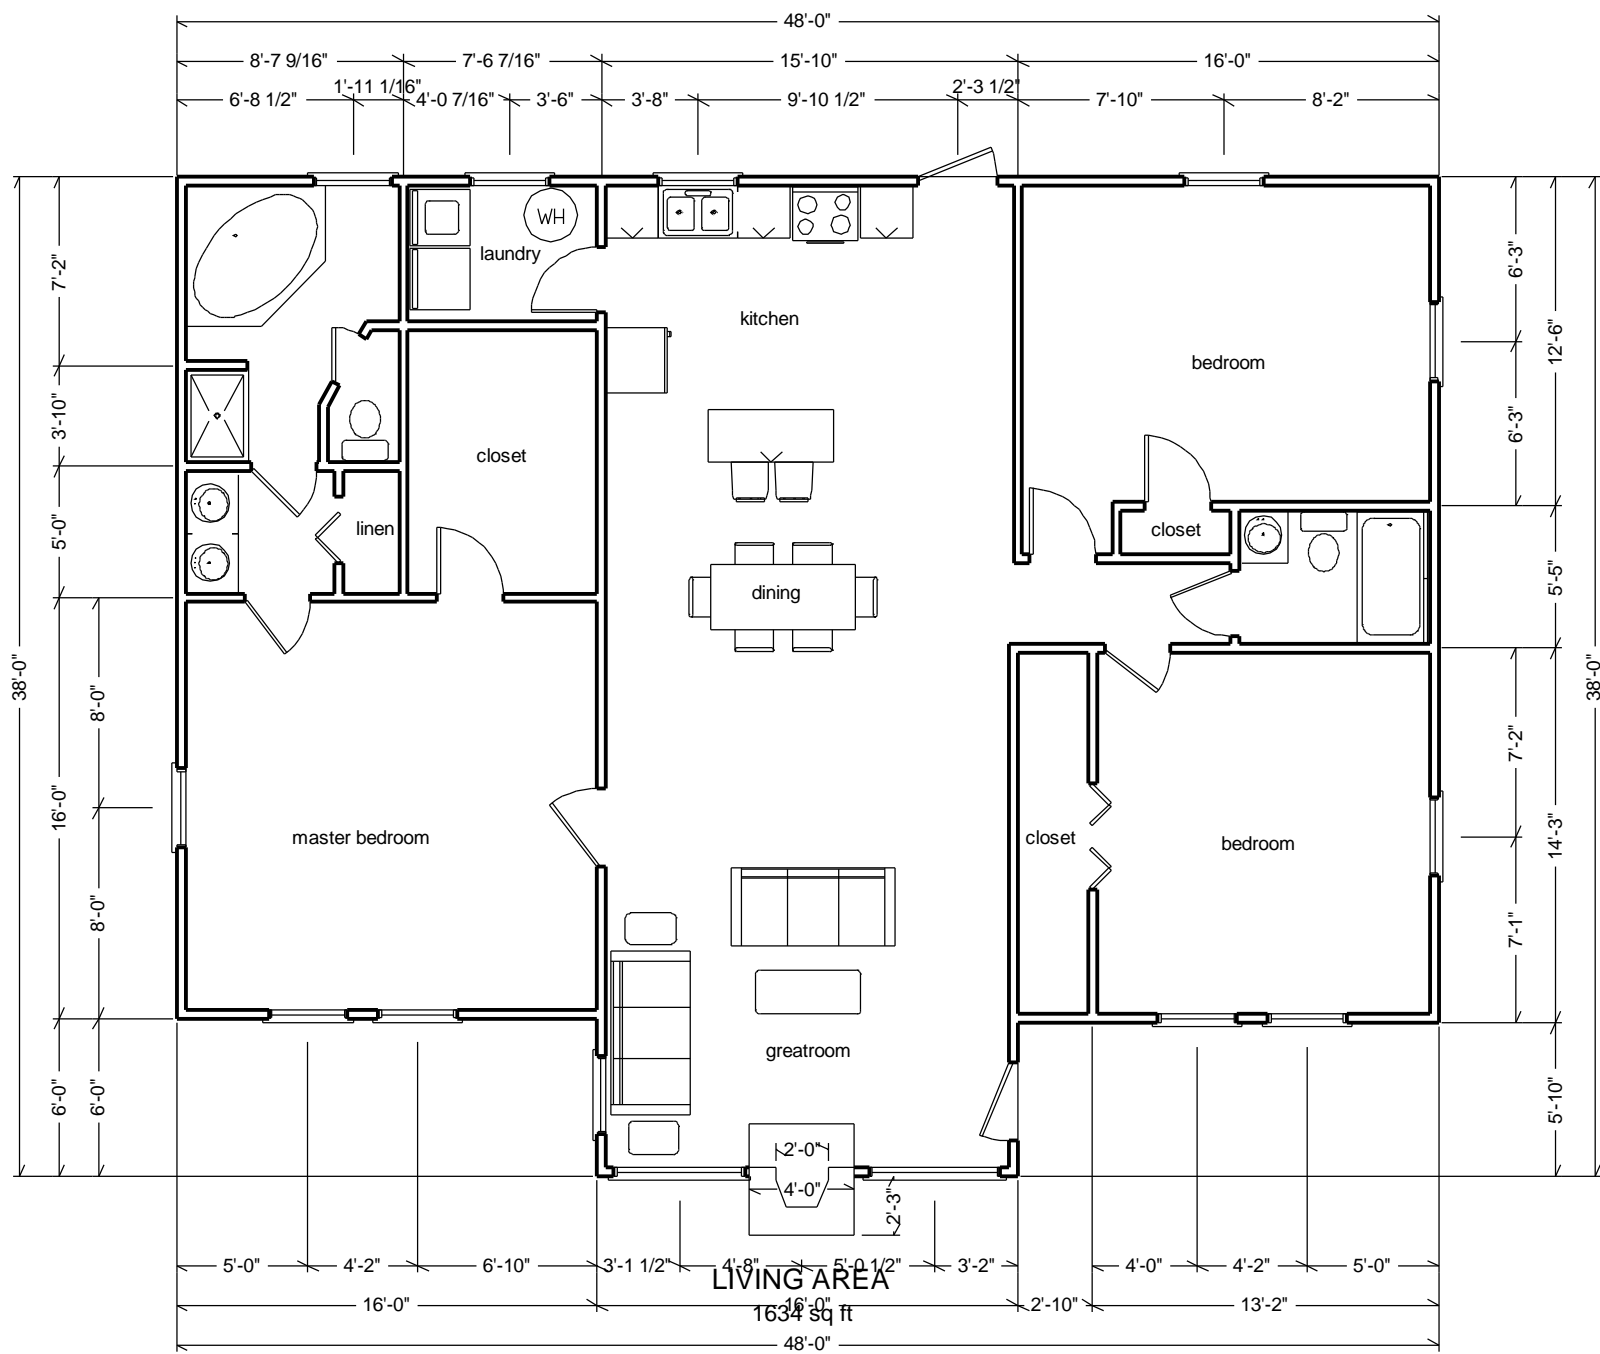 48'-0"
8'-7 9/16" 7'-6 7/16" 15'-10" 16'-0"
6'-8 1/2" 1'-11 1/16" 4'-0 7/16" 3'-6" 3'-8" 9'-10 1/2" 2'-3 1/2" 7'-10" 8'-2"
WH
laundry
7'-2"
6'-3"
kitchen
12'-6"
bedroom
3'-10"
6'-3"
closet
5'-0"
linen
closet
dining
5'-5"
38'-0"
38'-0"
8'-0"
7'-2"
16'-0"
master bedroom
closet
bedroom
14'-3"
8'-0"
7'-1"
greatroom
6'-0"
6'-0"
5'-10"
2'-0"
4'-0"
2'-3"
5'-0" 4'-2" 6'-10" 3'-1 1/2" 4'-8" 5'-0 1/2" 3'-2" 4'-0" 4'-2" 5'-0"
LIVING AREA
16'-0" 16'-0" 2'-10" 13'-2"
1634 sq ft
48'-0"